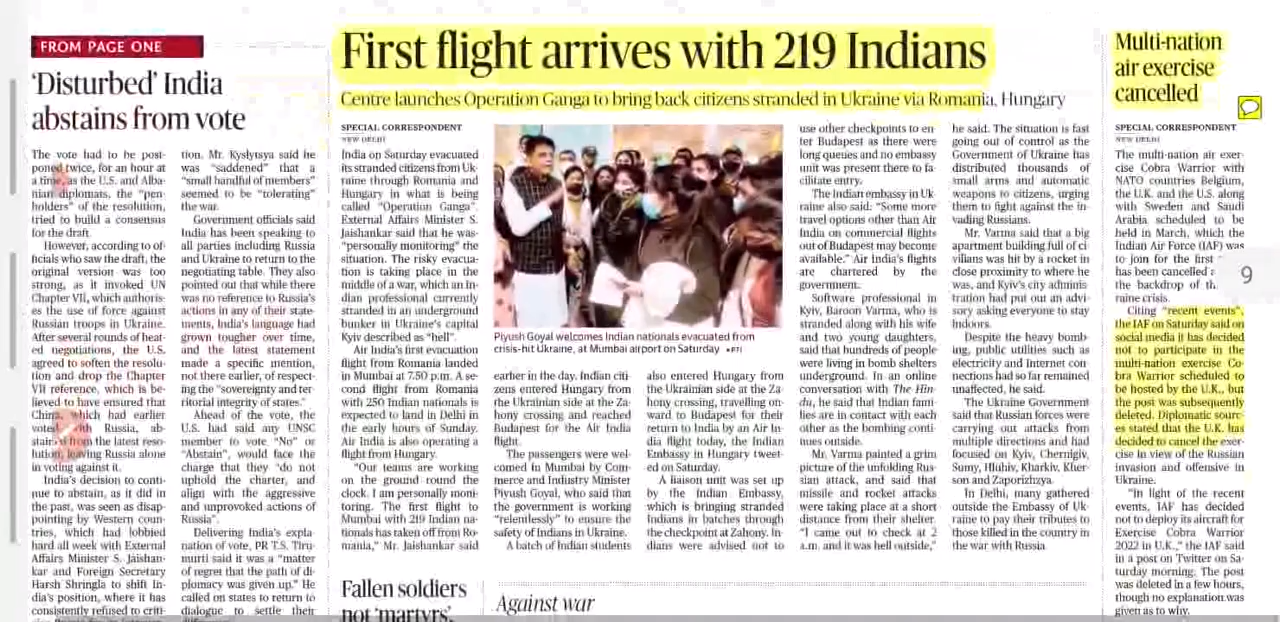 FROM PAGE ONE
'Disturbed' India
abstains from vote
The vote had to be post-
poned twice, for an hour at
a time, as the U.S. and Alba-
nian diplomats, the "pen-
holders" of the resolution,
tried to build a consensus
for the draft.
However, according to of-
ficials who saw the draft, the
original version was too
strong, as it invoked UN
Chapter VII, which authoris-
es the use of force against
Russian troops in Ukraine.
After several rounds of heat-
ed negotiations, the U.S.
agreed to soften the resolu-
tion and drop the Chapter
VII reference, which is be-
lieved to have ensured that
China, which had earlier
voted with Russia, ab-
stained from the latest reso-
lution, leaving Russia alone
in voting against it.
India's decision to conti-
nue to abstain, as it did in
the past, was seen as disap-
pointing by Western coun-
tries, which had lobbied
hard all week with External
Affairs Minister S. Jaishan-
kar and Foreign Secretary
Harsh Shringla to shift In-
dia's position, where it has
consistently refused to criti-
tion. Mr. Kyslytsya said he
was "saddened" that a
"small handful of members"
seemed to be "tolerating"
the war.
Government officials said
India has been speaking to
all parties including Russia
and Ukraine to return to the
negotiating table. They also
pointed out that while there
was no reference to Russia's
actions in any of their state-
ments, India's language had
grown tougher over time,
and the latest statement
made a specific mention,
not there earlier, of respect-
ing the "sovereignty and ter-
ritorial integrity of states."
Ahead of the vote, the
U.S. had said any UNSC
member to vote "No" or
"Abstain", would face the
charge that they "do not
uphold the charter, and
align with the aggressive
and unprovoked actions of
Russia".
Delivering India's expla-
nation of vote, PR T.S. Tiru-
murti said it was a "matter
of regret that the path of di-
plomacy was given up." He
called on states to return to
dialogue to settle their
First flight arrives with 219 Indians
Centre launches Operation Ganga to bring back citizens stranded in Ukraine via Romania, Hungary
SPECIAL CORRESPONDENT
NEW DELHI
India on Saturday evacuated
its stranded citizens from Uk-
raine through Romania and
Hungary in what is being
called "Operation Ganga".
External Affairs Minister S.
Jaishankar said that he was
"personally monitoring" the
situation. The risky evacua-
tion is taking place in the
middle of a war, which an In-
dian professional currently
stranded in an underground
bunker in Ukraine's capital
Kyiv described as "hell".
Air India's first evacuation
flight from Romania landed
in Mumbai at 7.50 p.m. A se-
cond flight from Romania
with 250 Indian nationals is
expected to land in Delhi in
the early hours of Sunday.
Air India is also operating a
flight from Hungary.
"Our teams are working
on the ground round the
clock. I am personally moni-
toring. The first flight to
Mumbai with 219 Indian na-
tionals has taken off from Ro-
mania," Mr. Jaishankar said
Piyush Goyal welcomes Indian nationals evacuated from
crisis-hit Ukraine, at Mumbai airport on Saturday •PTI
earlier in the day. Indian citi-
zens entered Hungary from
the Ukrainian side at the Za-
hony crossing and reached
Budapest for the Air India
flight.
The passengers were wel-
comed in Mumbai by Com-
merce and Industry Minister
Piyush Goyal, who said that
the government is working
"relentlessly" to ensure the
safety of Indians in Ukraine.
A batch of Indian students
also entered Hungary from
the Ukrainian side at the Za-
hony crossing, travelling on-
ward to Budapest for their
return to India by an Air In-
dia flight today, the Indian
Embassy in Hungary tweet-
ed on Saturday.
A liaison unit was set up
by the Indian Embassy,
which is bringing stranded
Indians in batches through
the checkpoint at Zahony. In-
dians were advised not to
use other checkpoints to en-
ter Budapest as there were
long queues and no embassy
unit was present there to fa-
cilitate entry.
The Indian embassy in Uk-
raine also said: "Some more
travel options other than Air
India on commercial flights
out of Budapest may become
available." Air India's flights
are chartered by the
government.
Software professional in
Kyiv, Baroon Varma, who is
stranded along with his wife
and two young daughters,
said that hundreds of people
were living in bomb shelters
underground. In an online
conversation with The Hin-
du, he said that Indian fami-
lies are in contact with each
other as the bombing conti-
nues outside.
Mr. Varma painted a grim
picture of the unfolding Rus-
sian attack, and said that
missile and rocket attacks
were taking place at a short
distance from their shelter.
"I came out to check at 2
a.m. and it was hell outside,"
he said. The situation is fast
going out of control as the
Government of Ukraine has
distributed thousands of
small arms and automatic
weapons to citizens, urging
them to fight against the in-
vading Russians.
Mr. Varma said that a big
apartment building full of ci-
vilians was hit by a rocket in
close proximity to where he
was, and Kyiv's city adminis-
tration had put out an advi-
sory asking everyone to stay
indoors.
Despite the heavy bomb-
ing, public utilities such as
electricity and Internet con-
nections had so far remained
unaffected, he said.
The Ukraine Government
said that Russian forces were
carrying out attacks from
multiple directions and had
focused on Kyiv, Chernigiv,
Sumy, Hluhiv, Kharkiv, Kher-
son and Zaporizhzya.
In Delhi, many gathered
outside the Embassy of Uk-
raine to pay their tributes to
those killed in the country in
the war with Russia
Fallen soldiers
not 'martyrs',
Against war
Multi-nation
air exercise
cancelled
SPECIAL CORRESPONDENT
NEW DELHI
The multi-nation air exer-
cise Cobra Warrior with
NATO countries Belgium,
the U.K. and the U.S. along
with Sweden and Saudi
Arabia scheduled to be
held in March, which the
Indian Air Force (IAF) was
to join for the first
has been cancelled
the backdrop of
raine crisis.
Citing "recent events",
the IAF on Saturday said on
social media it has decided
not to participate in the
multi-nation exercise Co-
bra Warrior scheduled to
be hosted by the U.K., but
the post was subsequently
deleted. Diplomatic sourc-
es stated that the U.K. has
decided to cancel the exer-
cise in view of the Russian
invasion and offensive in
Ukraine.
"In light of the recent
events, IAF has decided
not to deploy its aircraft for
Exercise Cobra Warrior
2022 in U.K.," the IAF said
in a post on Twitter on Sa-
turday morning. The post
was deleted in a few hours,
though no explanation was
given as to why.
9